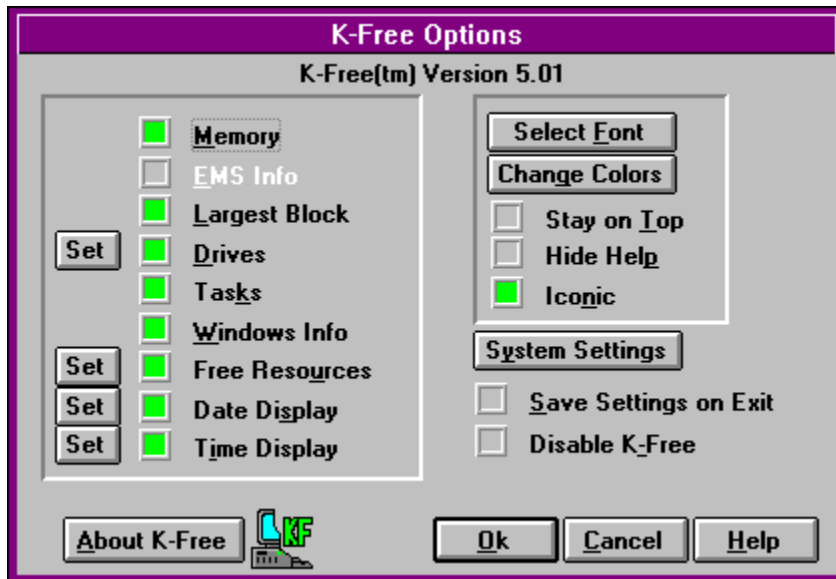 K-Free Options
K-Free(tm) Version 5.01
Memory
EMS Info
Largest Block
Set Drives
Tasks
Windows Info
Set Free Resources
Set Date Display
Set Time Display
Select Font
Change Colors
Stay on Top
Hide Help
Iconic
System Settings
Save Settings on Exit
Disable K-Free
About K-Free KF Ok Cancel Help